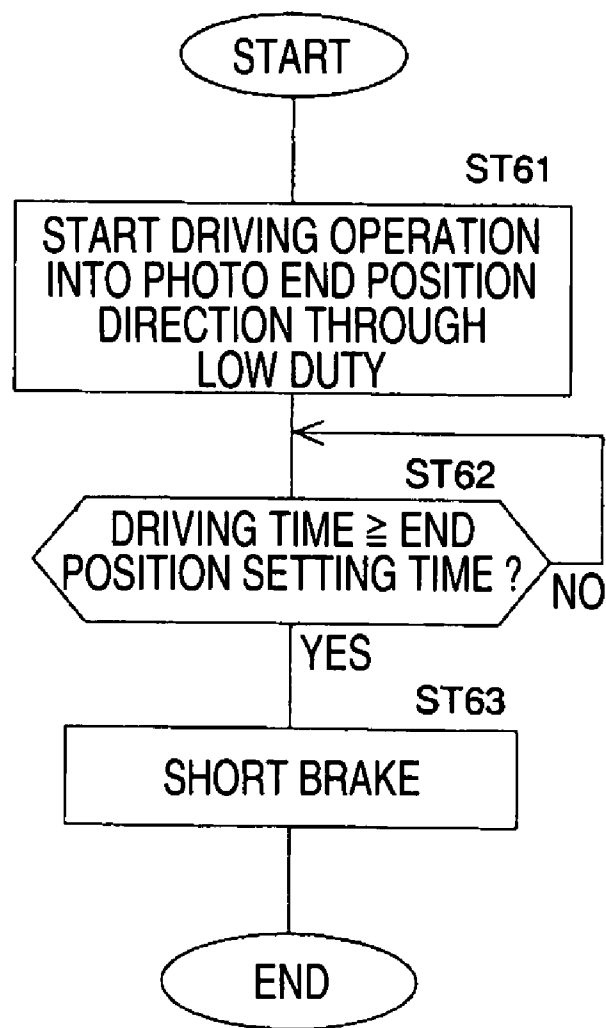 START
ST61
START DRIVING OPERATION
INTO PHOTO END POSITION
DIRECTION THROUGH
LOW DUTY
ST62
DRIVING TIME ≧ END
POSITION SETTING TIME ?
NO
YES
ST63
SHORT BRAKE
END